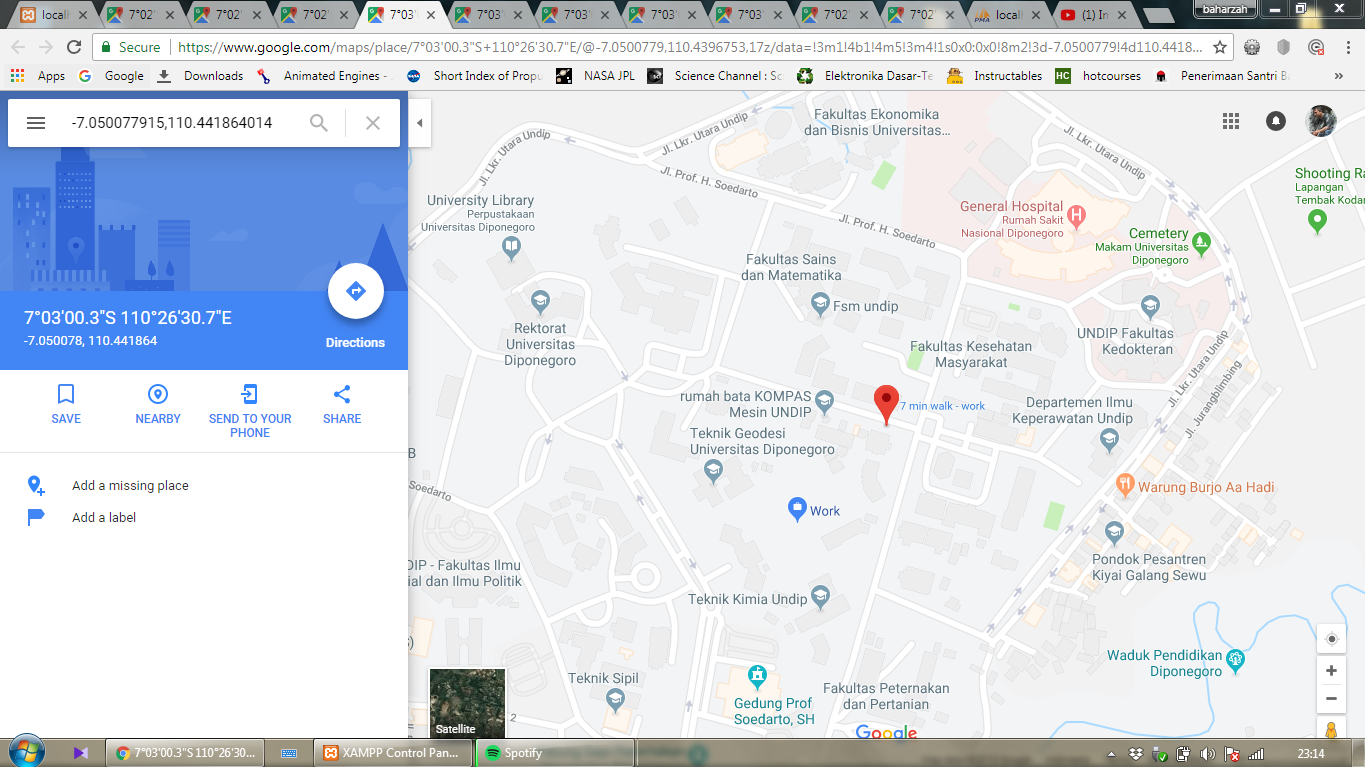 locall
7°02'
7°02'
7°02'
7°03'
7°03'
7°03'
7°03'
7°03'
7°02'
7°02'
locall
(1) In
baharzah
Secure
https://www.google.com/maps/place/7°03'00.3"S+110°26'30.7"E/@-7.0500779,110.4396753,17z/data=!3m1!4b1!4m5!3m4!1s0x0:0x0!8m2!3d-7.0500779!4d110.4418...
Apps
Google
Downloads
Animated Engines -
Short Index of Propu
NASA JPL
Science Channel : Sc
Elektronika Dasar-Te
Instructables
HC
hotcourses
Penerimaan Santri Ba
»
-7.050077915,110.441864014
7°03'00.3"S 110°26'30.7"E
-7.050078, 110.441864
Directions
SAVE
NEARBY
SEND TO YOUR
PHONE
SHARE
Add a missing place
Add a label
Jl. Lkr. Utara Undip
Jl. Lkr. Utara Undip
Fakultas Ekonomika
dan Bisnis Universitas...
Jl. Lkr. Utara Undip
Jl. Prof. H. Soedarto
Jl. Prof. H. Soedarto
University Library
Perpustakaan
Universitas Diponegoro
General Hospital
Rumah Sakit
Nasional Diponegoro
H
Shooting Ra
Lapangan
Tembak Kodar
Cemetery
Makam Universitas
Diponegoro
Fakultas Sains
dan Matematika
Fsm undip
Rektorat
Universitas
Diponegoro
UNDIP Fakultas
Kedokteran
Fakultas Kesehatan
Masyarakat
Jl. Lkr. Utara Undip
Jl. Jurangblimbing
rumah bata KOMPAS
Mesin UNDIP
7 min walk - work
Departemen Ilmu
Keperawatan Undip
Teknik Geodesi
Universitas Diponegoro
B
Soedarto
Warung Burjo Aa Hadi
Work
Pondok Pesantren
Kiyai Galang Sewu
DIP - Fakultas Ilmu
ial dan Ilmu Politik
Teknik Kimia Undip
Waduk Pendidikan
Diponegoro
Teknik Sipil
Gedung Prof
Soedarto, SH
Fakultas Peternakan
dan Pertanian
2
Satellite
Google
7°03'00.3"S 110°26'30...
XAMPP Control Pan...
Spotify
23:14